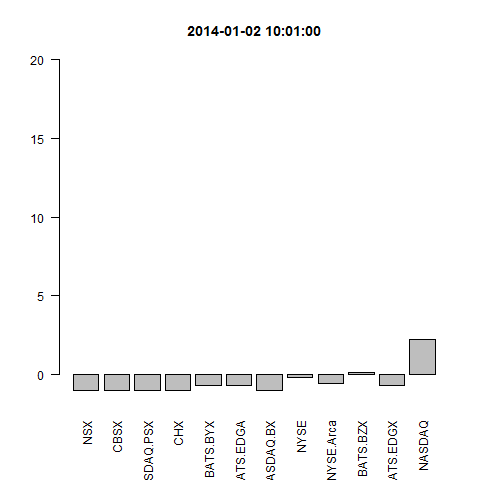 2014-01-02 10:01:00
20
15
10
5
0
NSX
CBSX
SDAQ.PSX
CHX
BATS.BYX
ATS.EDGA
ASDAQ.BX
NYSE
NYSE.Arca
BATS.BZX
ATS.EDGX
NASDAQ